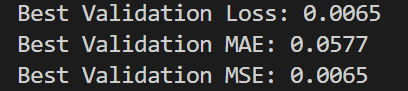 Best Validation Loss: 0.0065
Best Validation MAE: 0.0577
Best Validation MSE: 0.0065